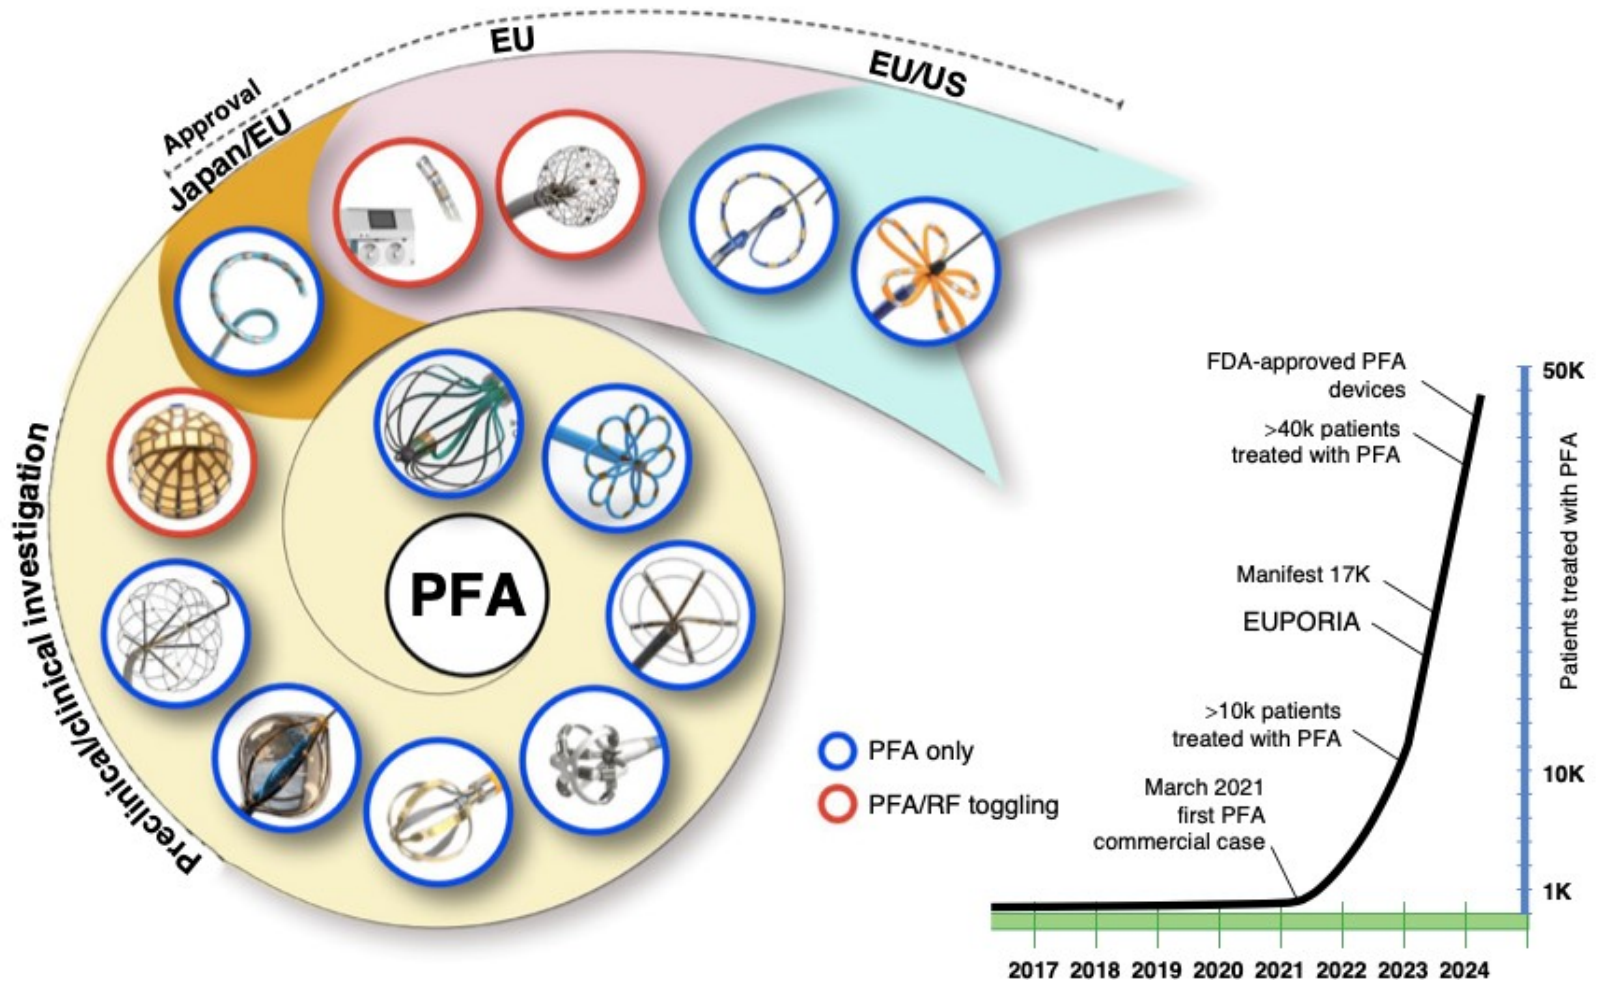 EU
EU/US
Approval
Japan/EU
Preclinical/clinical investigation
PFA
PFA only
PFA/RF toggling
FDA-approved PFA
devices
>40k patients
treated with PFA
Manifest 17K
EUPORIA
>10k patients
treated with PFA
March 2021
first PFA
commercial case
50K
10K
1K
Patients treated with PFA
2017 2018 2019 2020 2021 2022 2023 2024